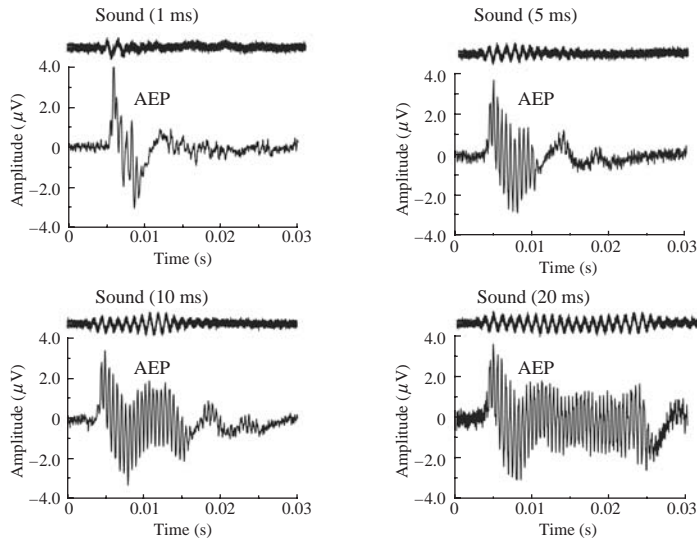 Sound (1 ms)
4.0
2.0
0
−2.0
−4.0
Amplitude (μV)
AEP
0
0.01
0.02
0.03
Time (s)
Sound (5 ms)
4.0
2.0
0
−2.0
−4.0
Amplitude (μV)
AEP
0
0.01
0.02
0.03
Time (s)
Sound (10 ms)
4.0
2.0
0
−2.0
−4.0
Amplitude (μV)
AEP
0
0.01
0.02
0.03
Time (s)
Sound (20 ms)
4.0
2.0
0
−2.0
−4.0
Amplitude (μV)
AEP
0
0.01
0.02
0.03
Time (s)